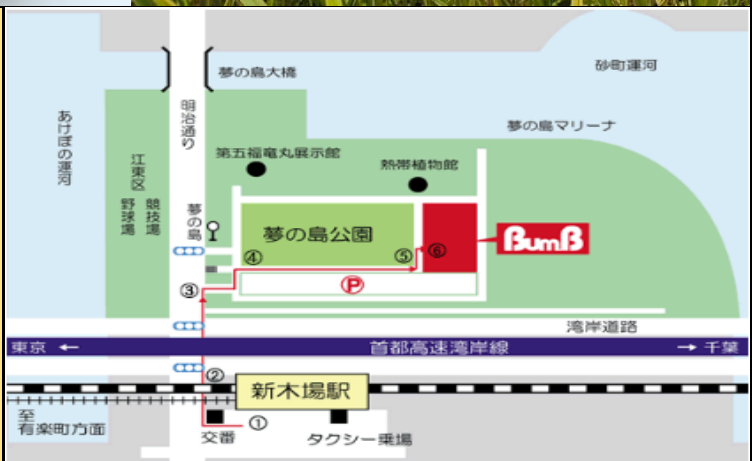 夢の島大橋
砂町運河
あけぼの運河
明治通り
夢の島マリーナ
江東区
野球場
競技場
第五福竜丸展示館
熱帯植物館
夢の島
夢の島公園
BumB
④
⑤
⑥
③
P
湾岸道路
東京 ←
首都高速湾岸線
→ 千葉
②
新木場駅
至
有楽町方面
交番
①
タクシー乗場